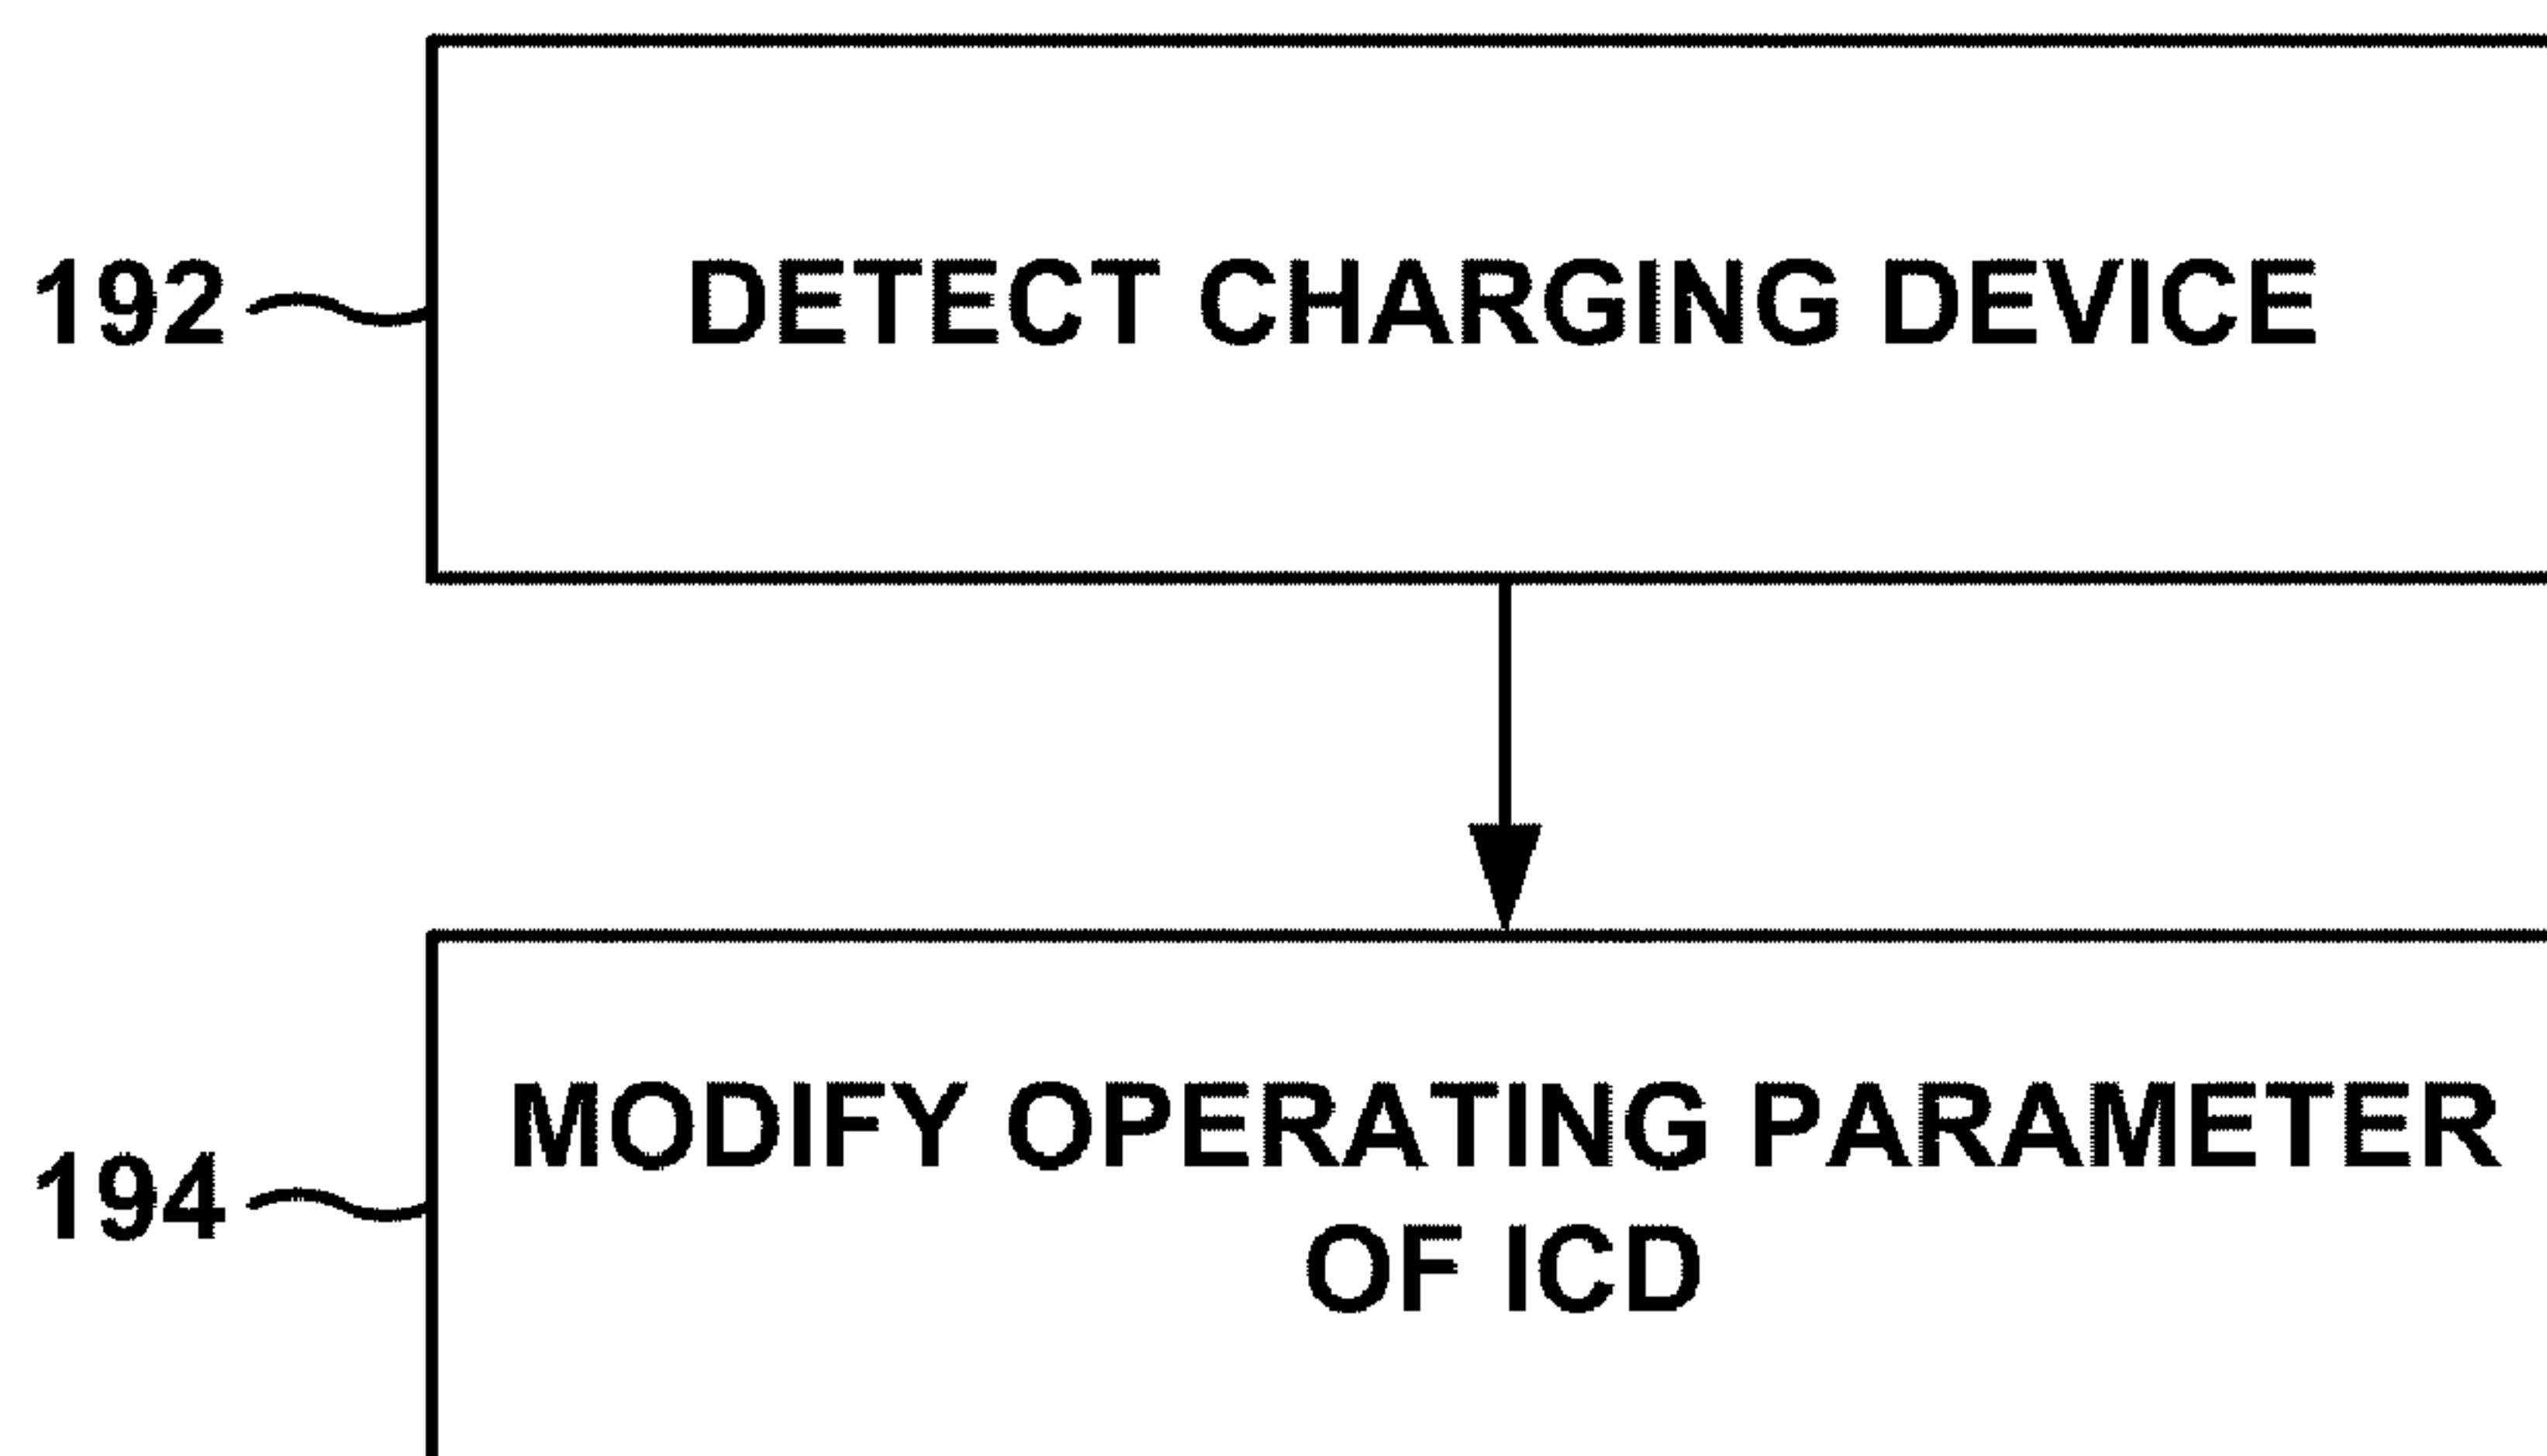 192
DETECT CHARGING DEVICE
194
MODIFY OPERATING PARAMETER
OF ICD